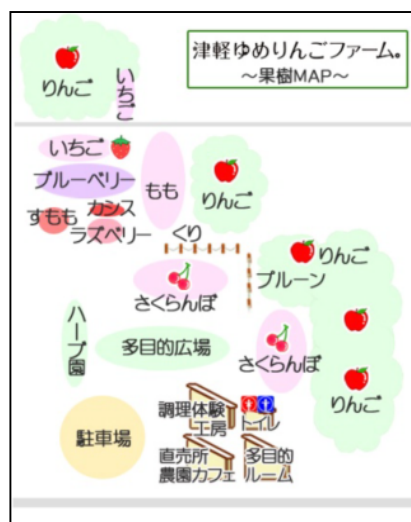 津軽ゆめりんごファーム。
〜果樹MAP〜
りんご
いちご
いちご
ブルーベリー
もも
りんご
カシス
すもも
ラズベリー
くり
りんご
プルーン
さくらんぼ
ハーブ園
多目的広場
さくらんぼ
りんご
調理体験
工房
トイレ
駐車場
直売所
農園カフェ
多目的
ルーム